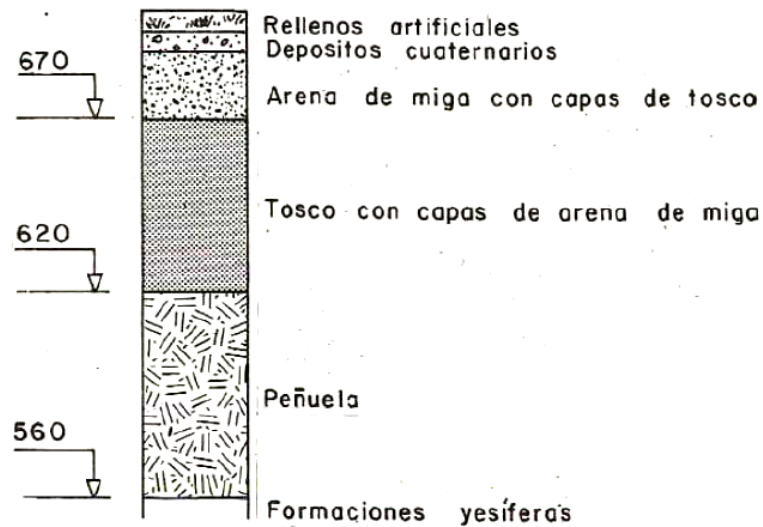 Rellenos artificiales
Depositos cuaternarios
670
Arena de miga con capas de tosco
Tosco con capas de arena de miga
620
Peñuela
560
Formaciones yesíferas